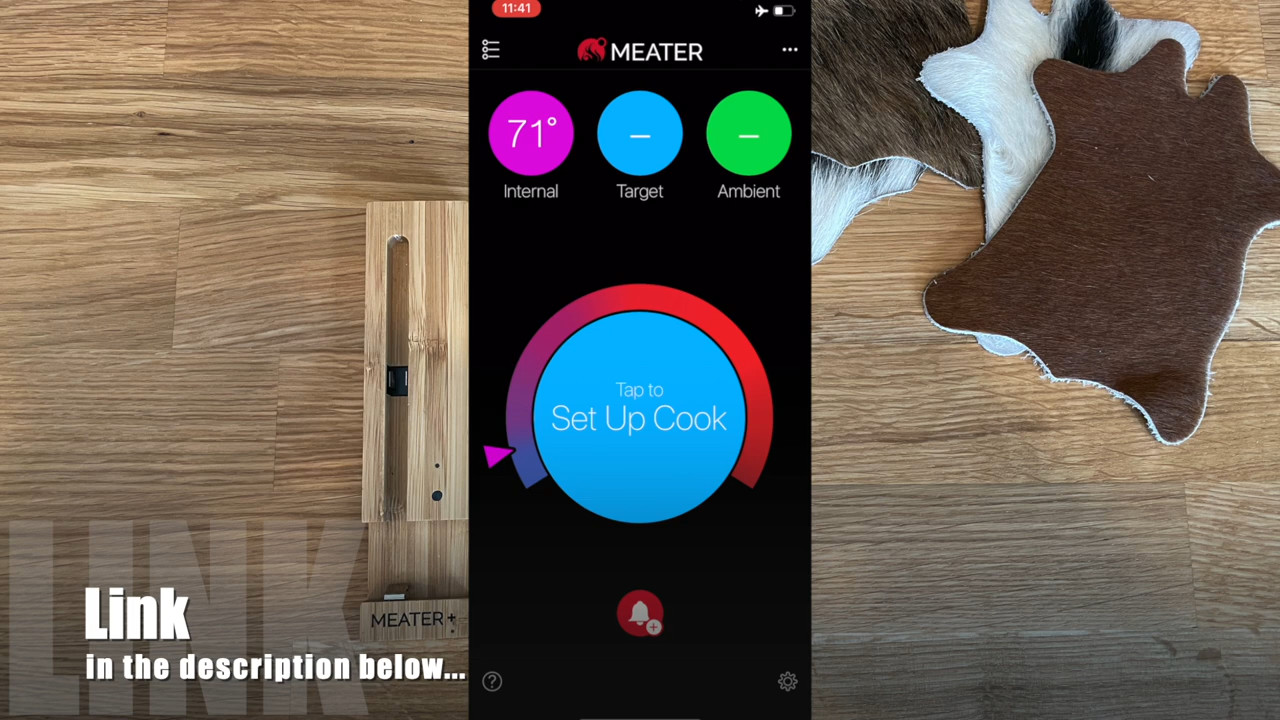 11:41
MEATER
71°
–
–
Internal
Target
Ambient
Tap to
Set Up Cook
LINK
Link
in the description below...
MEATER+